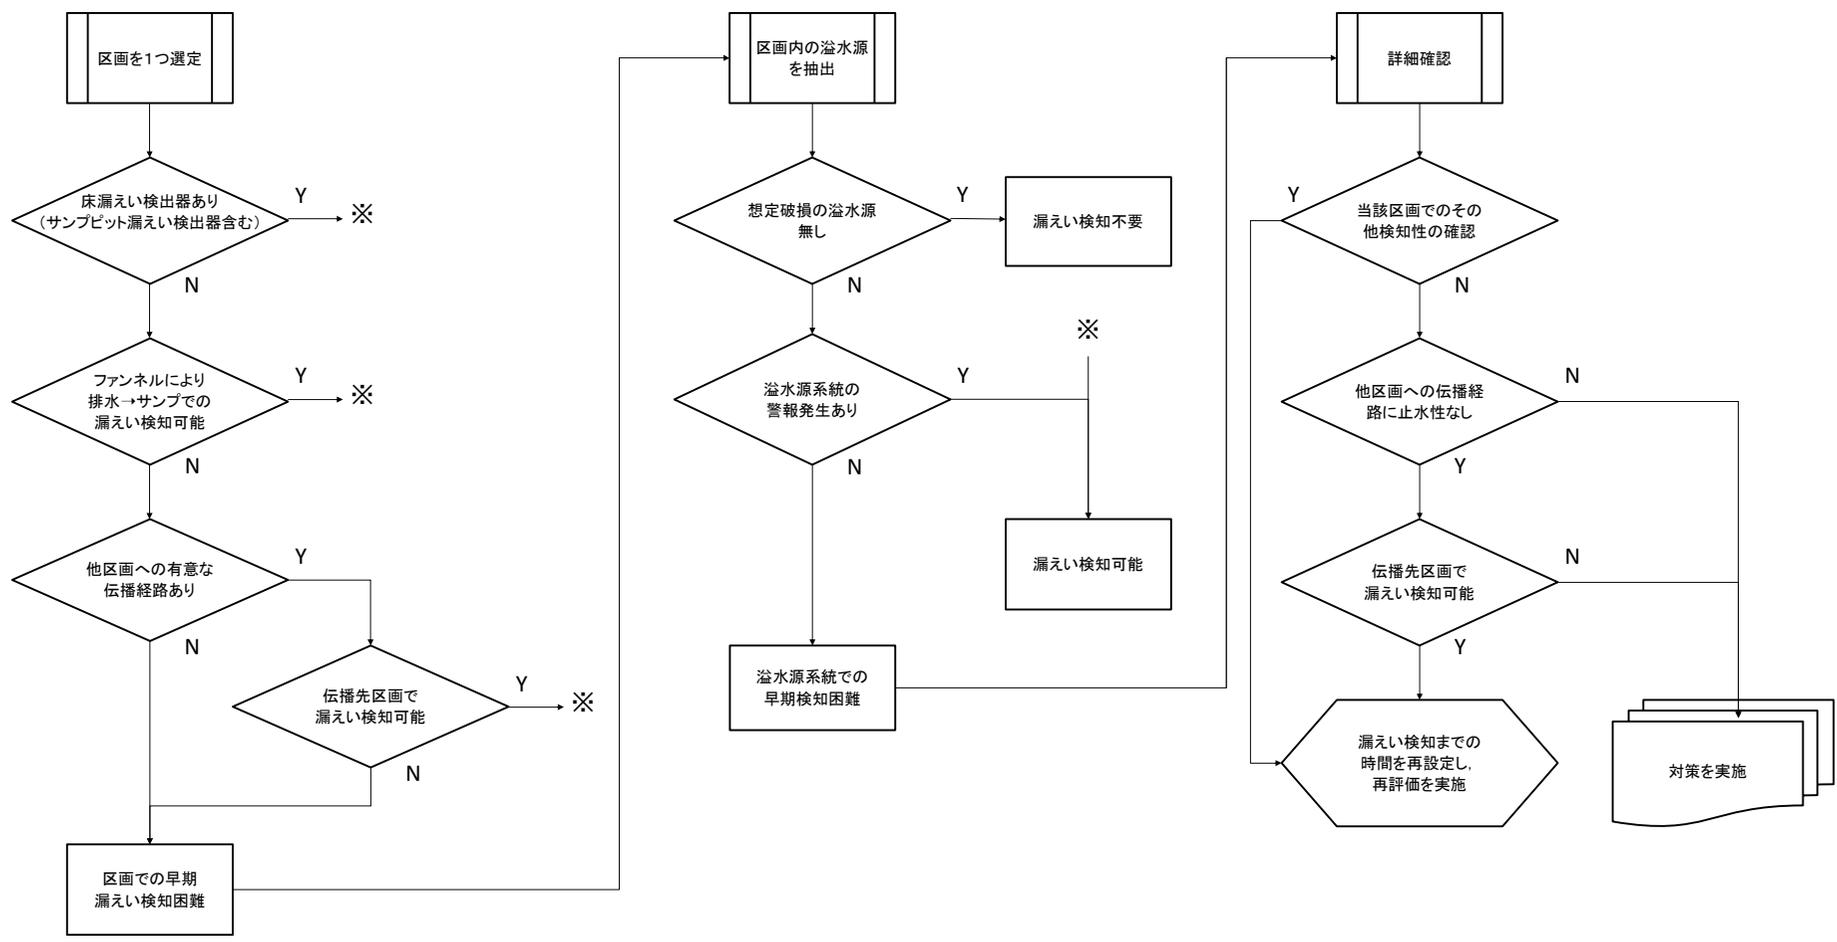 区画を１つ選定
床漏えい検出器あり
（サンプピット漏えい検出器含む）
Y
※
N
ファンネルにより
排水→サンプでの
漏えい検知可能
Y
※
N
他区画への有意な
伝播経路あり
Y
N
伝播先区画で
漏えい検知可能
Y
※
N
区画での早期
漏えい検知困難
区画内の溢水源
を抽出
想定破損の溢水源
無し
Y
漏えい検知不要
N
※
溢水源系統の
警報発生あり
Y
N
漏えい検知可能
溢水源系統での
早期検知困難
詳細確認
Y
当該区画でのその
他検知性の確認
N
他区画への伝播経
路に止水性なし
N
Y
伝播先区画で
漏えい検知可能
N
Y
漏えい検知までの
時間を再設定し，
再評価を実施
対策を実施